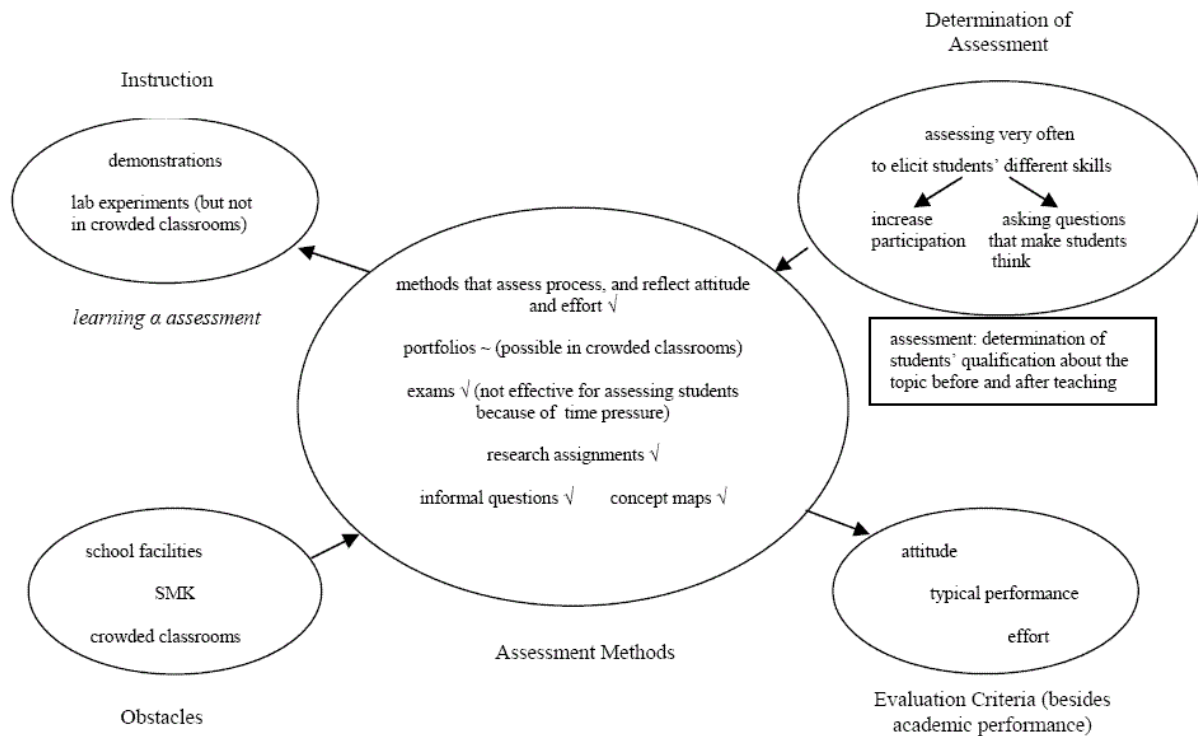 Determination of
Assessment
Instruction
assessing very often
to elicit students' different skills
increase
participation
asking questions
that make students
think
demonstrations
lab experiments (but not
in crowded classrooms)
learning α assessment
methods that assess process, and reflect attitude
and effort √
portfolios ~ (possible in crowded classrooms)
exams √ (not effective for assessing students
because of time pressure)
research assignments √
informal questions √ concept maps √
assessment: determination of
students' qualification about the
topic before and after teaching
school facilities
SMK
crowded classrooms
Obstacles
Assessment Methods
attitude
typical performance
effort
Evaluation Criteria (besides
academic performance)